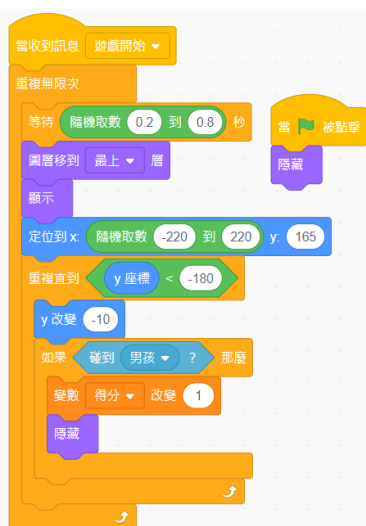 當收到訊息 遊戲開始
重複無限次
等待 隨機取數 0.2 到 0.8 秒
圖層移到 最上 層
顯示
定位到 x: 隨機取數 -220 到 220 y: 165
重複直到 y 座標 < -180
y 改變 -10
如果 碰到 男孩 ? 那麼
變數 得分 改變 1
隱藏
當 被點擊
隱藏